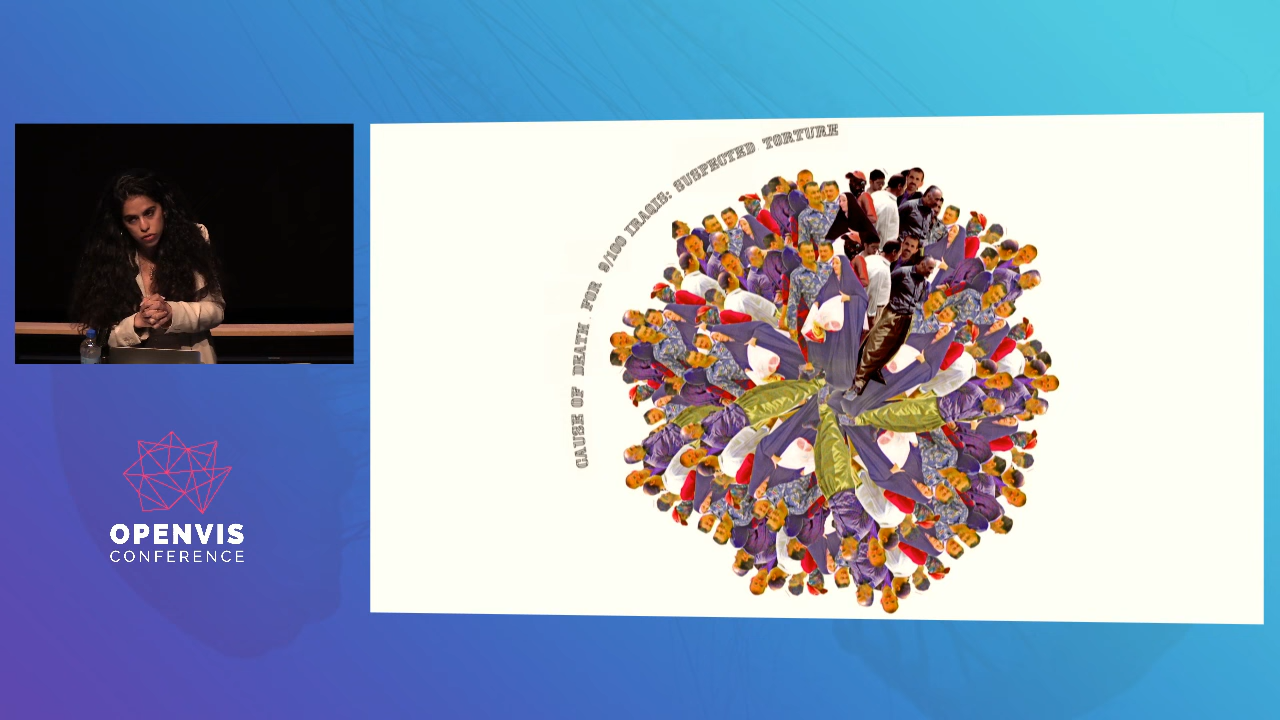 CAUSE OF DEATH FOR 9/100 IRAQIS: SUSPECTED TORTURE
OPENVIS
CONFERENCE